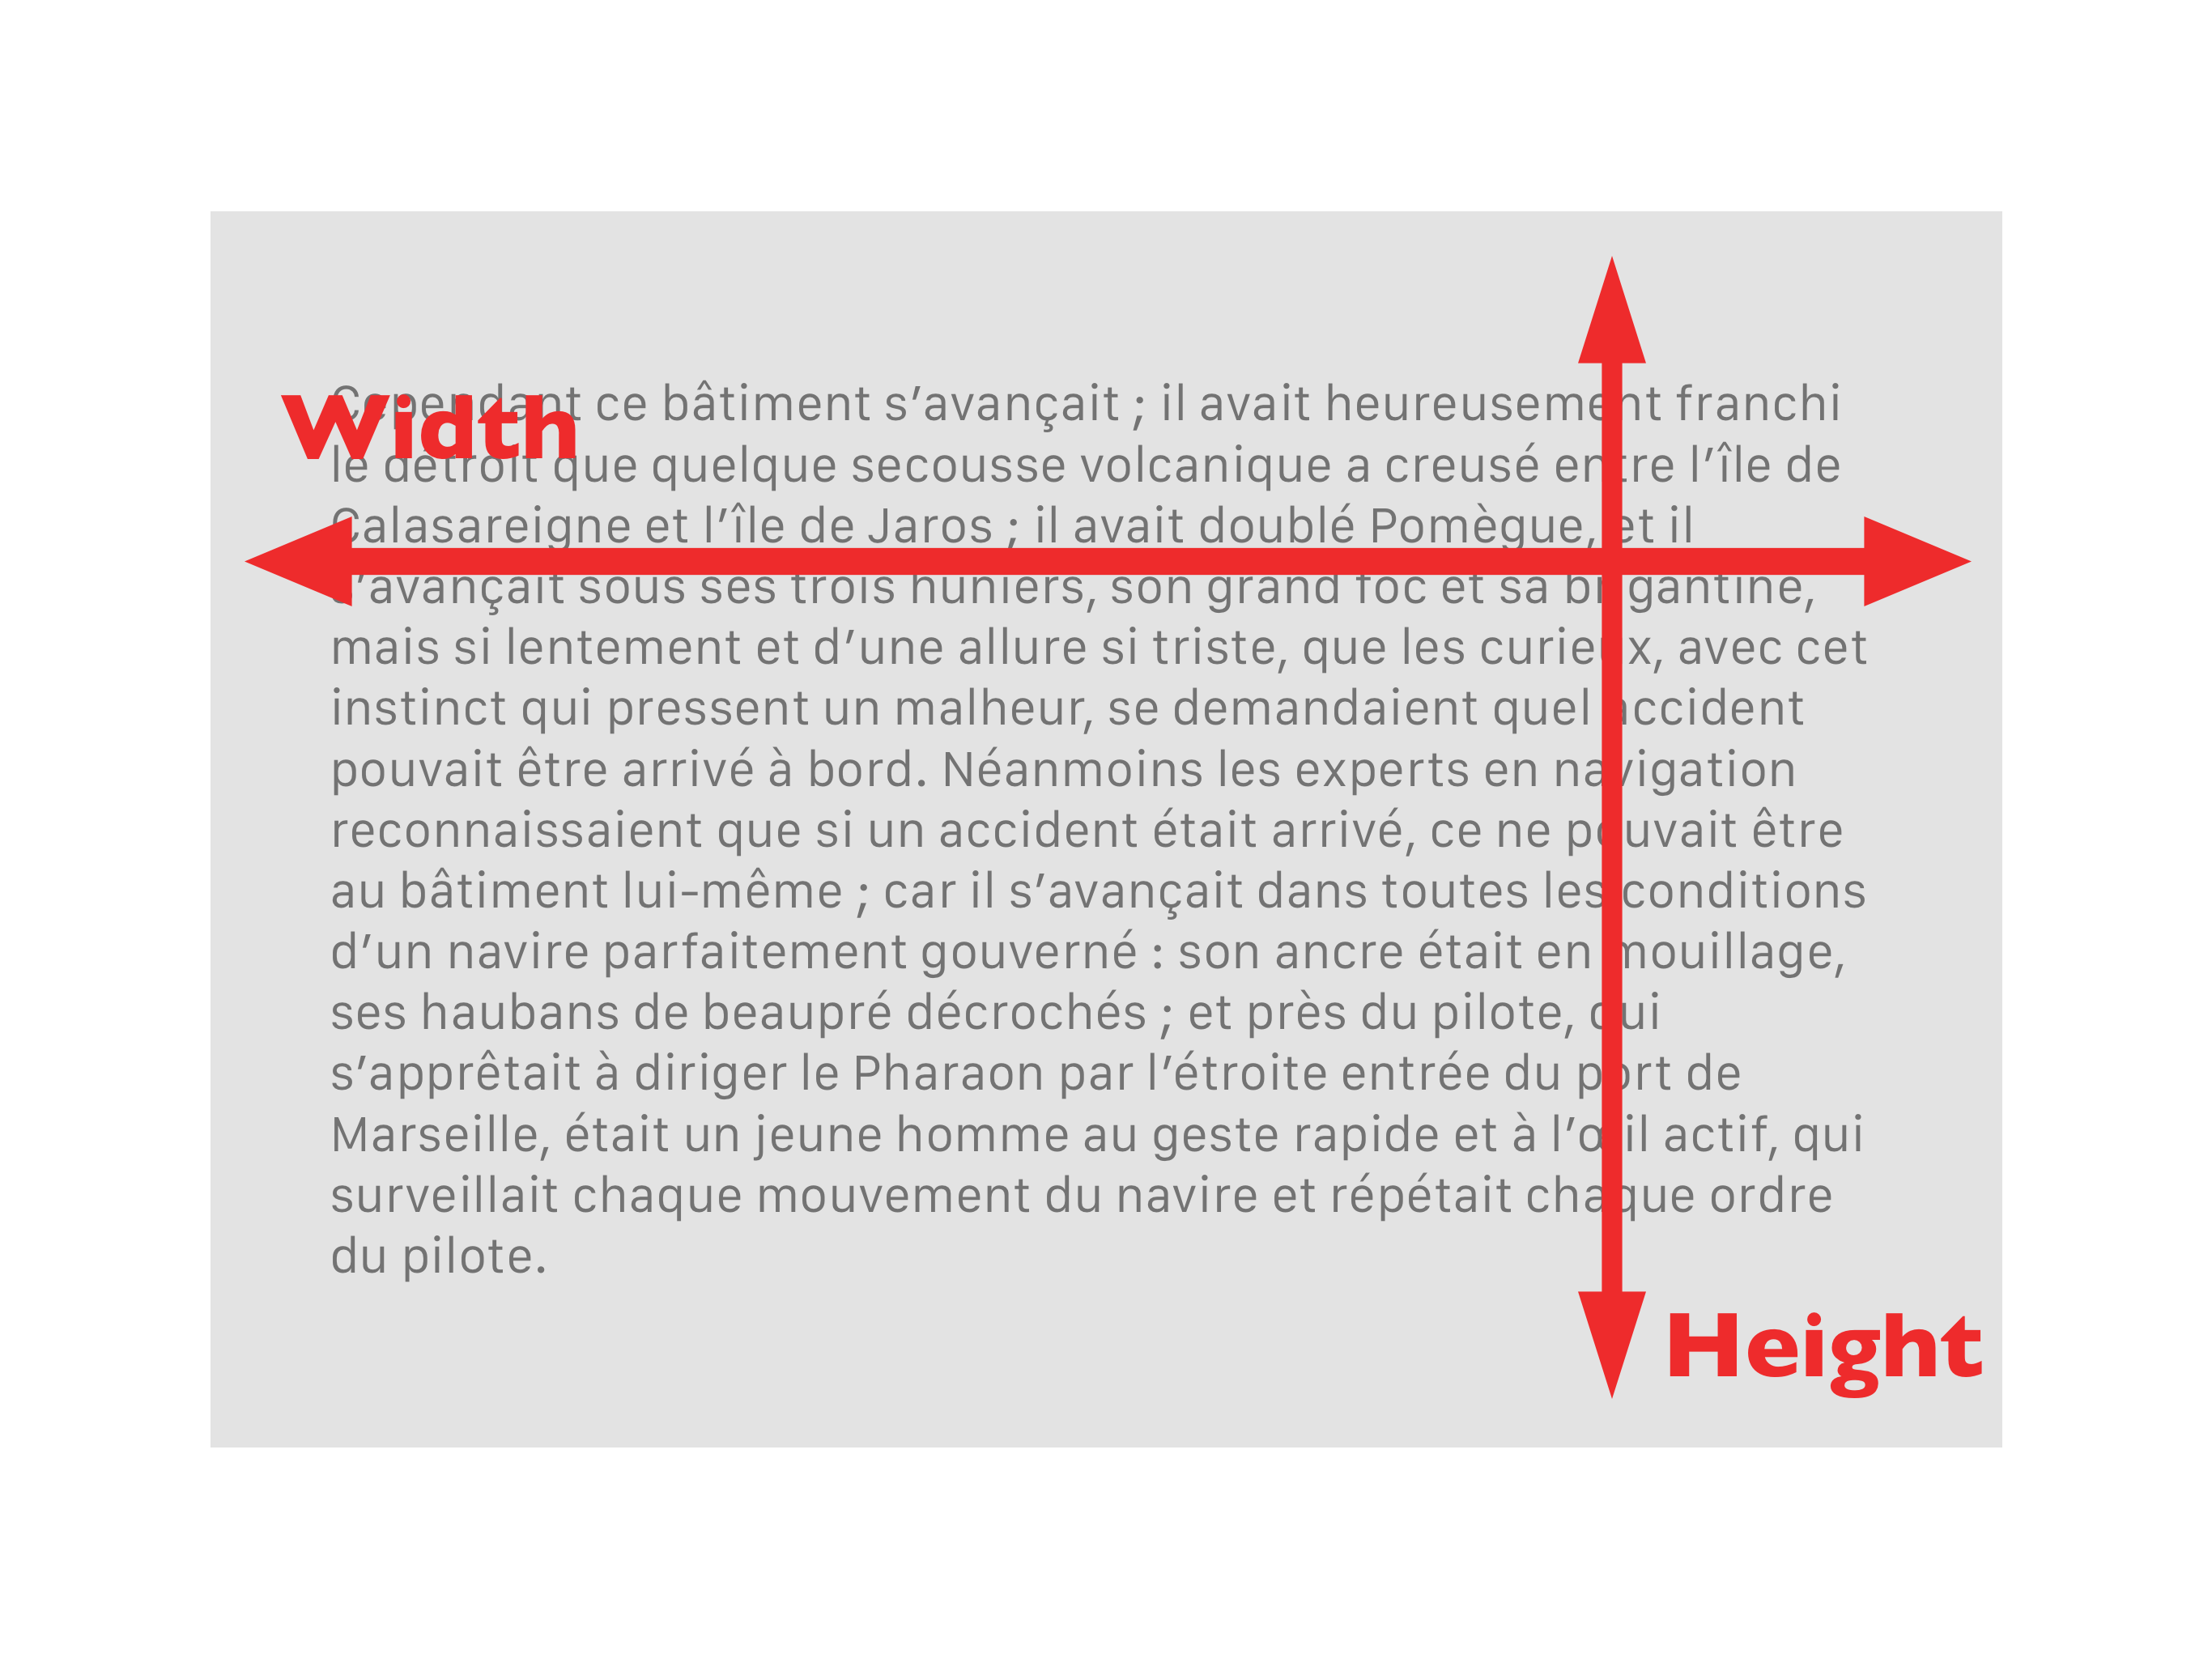 Cependant ce bâtiment s’avançait ; il avait heureusement franchi
Width
le détroit que quelque secousse volcanique a creusé entre l’île de
Calasareigne et l’île de Jaros ; il avait doublé Pomègue, et il
s’avançait sous ses trois huniers, son grand foc et sa brigantine,
mais si lentement et d’une allure si triste, que les curieux, avec cet
instinct qui pressent un malheur, se demandaient quel accident
pouvait être arrivé à bord. Néanmoins les experts en navigation
reconnaissaient que si un accident était arrivé, ce ne pouvait être
au bâtiment lui-même ; car il s’avançait dans toutes les conditions
d’un navire parfaitement gouverné : son ancre était en mouillage,
ses haubans de beaupré décrochés ; et près du pilote, qui
s’apprêtait à diriger le Pharaon par l’étroite entrée du port de
Marseille, était un jeune homme au geste rapide et à l’œil actif, qui
surveillait chaque mouvement du navire et répétait chaque ordre
du pilote.
Height